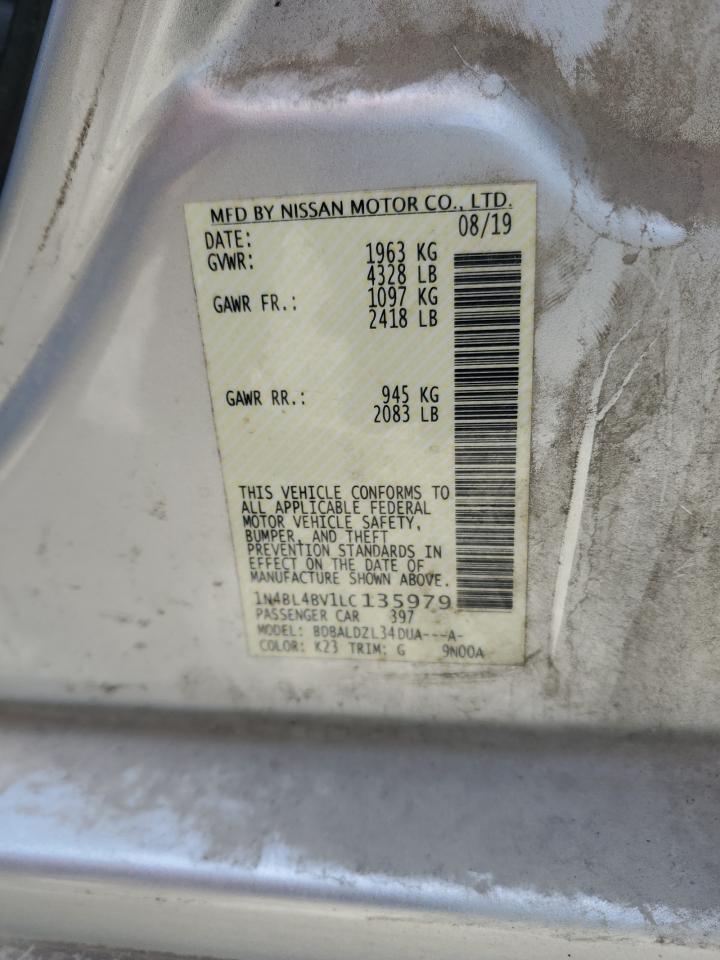 MFD BY NISSAN MOTOR CO., LTD.
DATE: 08/19
GVWR: 1963 KG
4328 LB
GAWR FR.: 1097 KG
2418 LB
GAWR RR.: 945 KG
2083 LB
THIS VEHICLE CONFORMS TO
ALL APPLICABLE FEDERAL
MOTOR VEHICLE SAFETY,
BUMPER, AND THEFT
PREVENTION STANDARDS IN
EFFECT ON THE DATE OF
MANUFACTURE SHOWN ABOVE.
1N4BL4BV1LC135979
PASSENGER CAR 397
MODEL: BDBALDZL34DUA---A-
COLOR: K23 TRIM: G 9N00A